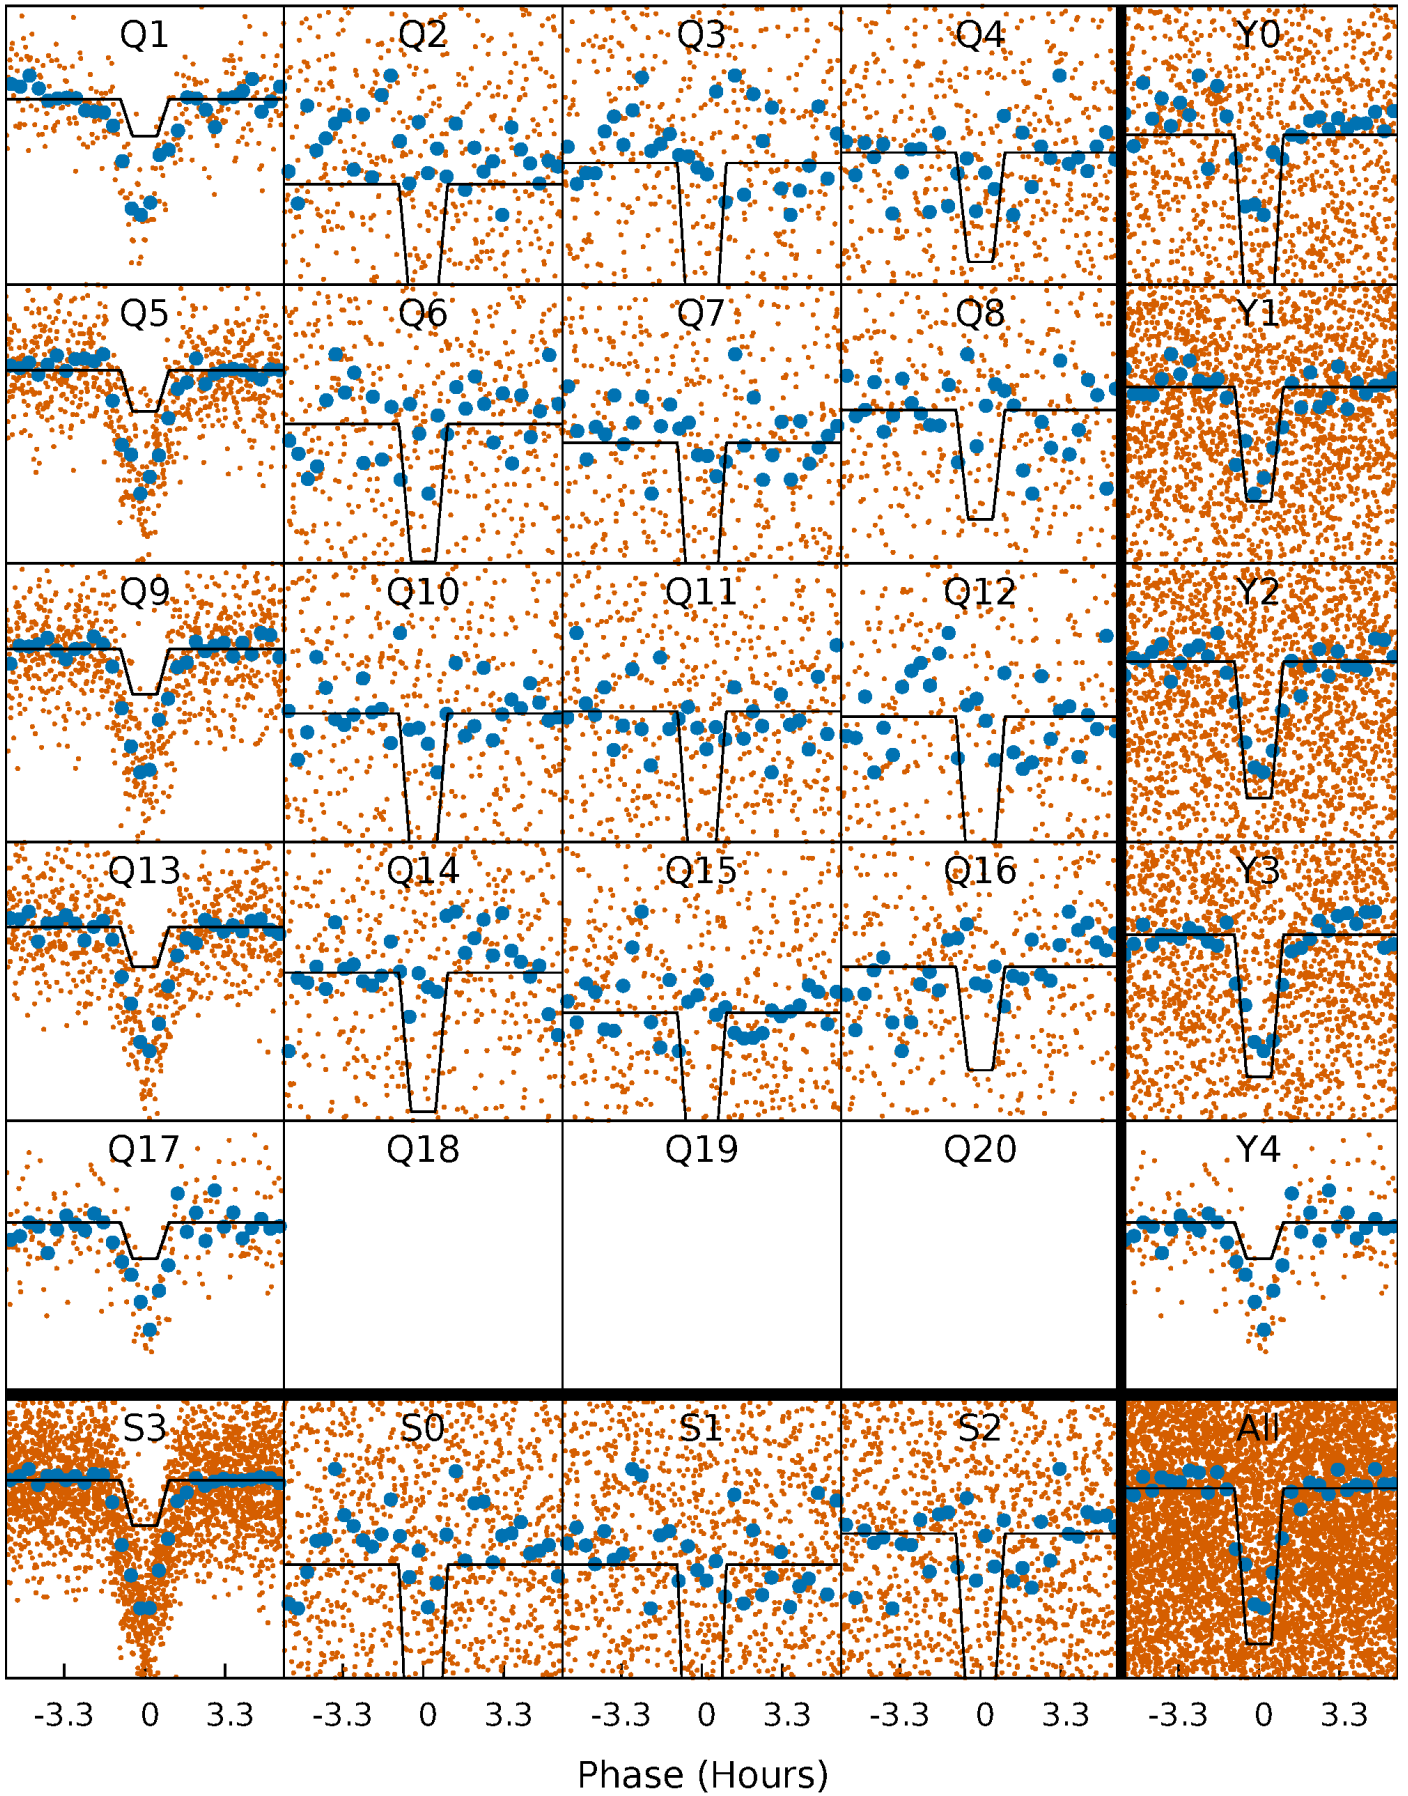 Q1 Q2 Q3 Q4 Y0
Q5 Q6 Q7 Q8 Y1
Q9 Q10 Q11 Q12 Y2
Q13 Q14 Q15 Q16 Y3
Q17 Q18 Q19 Q20 Y4
S3 S0 S1 S2 All
-3.3 0 3.3 -3.3 0 3.3 -3.3 0 3.3 -3.3 0 3.3 -3.3 0 3.3
Phase (Hours)